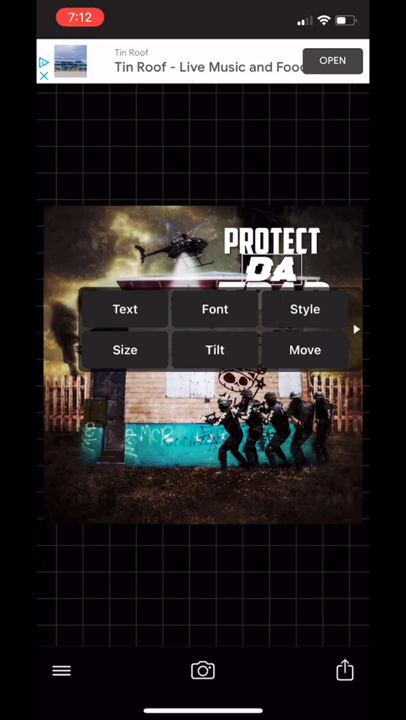 7:12
Tin Roof
Tin Roof - Live Music and Food
OPEN
PROTECT
DA
Text
Font
Style
Size
Tilt
Move
MCP